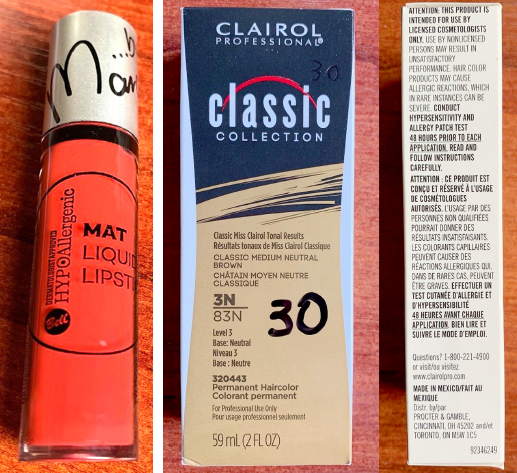 ...b
Mar
DERMATOLOGIST APPROVED
HYPOAllergenic
MAT
LIQUID
LIPST
Bell
CLAIROL
PROFESSIONAL®
30
classic
COLLECTION
Classic Miss Clairol Tonal Results
Résultats tonaux de Miss Clairol Classique
CLASSIC MEDIUM NEUTRAL
BROWN
CHÂTAIN MOYEN NEUTRE
CLASSIQUE
3N
83N
30
Level 3
Base: Neutral
Niveau 3
Base : Neutre
320443
Permanent Haircolor
Colorant permanent
For Professional Use Only
Pour usage professionnel seulement
59 mL (2 FL OZ)
ATTENTION: THIS PRODUCT IS
INTENDED FOR USE BY
LICENSED COSMETOLOGISTS
ONLY. USE BY NONLICENSED
PERSONS MAY RESULT IN
UNSATISFACTORY
PERFORMANCE. HAIR COLOR
PRODUCTS MAY CAUSE
ALLERGIC REACTIONS, WHICH
IN RARE INSTANCES CAN BE
SEVERE. CONDUCT
HYPERSENSITIVITY AND
ALLERGY PATCH TEST
48 HOURS PRIOR TO EACH
APPLICATION. READ AND
FOLLOW INSTRUCTIONS
CAREFULLY.
ATTENTION : CE PRODUIT EST
CONÇU ET RÉSERVÉ À L'USAGE
DE COSMÉTOLOGUES
AUTORISÉS. L'USAGE PAR DES
PERSONNES NON QUALIFIÉES
POURRAIT DONNER DES
RÉSULTATS INSATISFAISANTS.
LES COLORANTS CAPILLAIRES
PEUVENT CAUSER DES
RÉACTIONS ALLERGIQUES QUI,
DANS DE RARES CAS, PEUVENT
ÊTRE GRAVES. EFFECTUER UN
TEST CUTANÉE D'ALLERGIE ET
D'HYPERSENSIBILITÉ
48 HEURES AVANT CHAQUE
APPLICATION. BIEN LIRE ET
SUIVRE LE MODE D'EMPLOI.
Questions? 1-800-221-4900
or visit/ou visitez
www.clairolpro.com
MADE IN MEXICO/FAIT AU
MEXIQUE
Distr. by/par
PROCTER & GAMBLE,
CINCINNATI, OH 45202 and/et
TORONTO, ON M5W 1C5
92346249